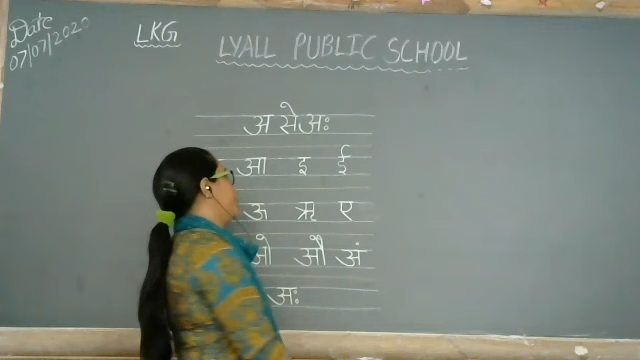 Date
07/07/2020
LKG
LYALL PUBLIC SCHOOL
अ से अः
आ इ ई
ऊ ऋ ए
ओ औ अं
अः